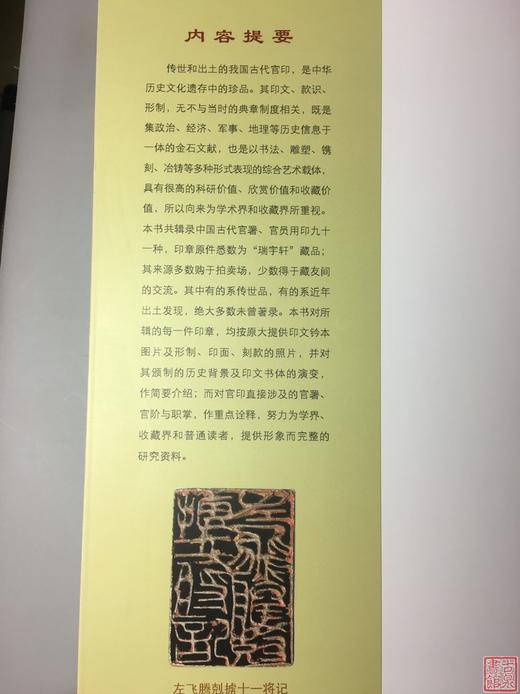 内容提要
传世和出土的我国古代官印，是中华
历史文化遗存中的珍品。其印文、款识、
形制，无不与当时的典章制度相关，既是
集政治、经济、军事、地理等历史信息于
一体的金石文献，也是以书法、雕塑、镌
刻、冶铸等多种形式表现的综合艺术载体，
具有很高的科研价值、欣赏价值和收藏价
值，所以向来为学术界和收藏界所重视。
本书共辑录中国古代官署、官员用印九十
一种，印章原件悉数为“瑞宇轩”藏品；
其来源多数购于拍卖场，少数得于藏友间
的交流。其中有的系传世品，有的系近年
出土发现，绝大多数未曾著录。本书对所
辑的每一件印章，均按原大提供印文钤本
图片及形制、印面、刻款的照片，并对
其颁制的历史背景及印文书体的演变，
作简要介绍；而对官印直接涉及的官署、
官阶与职掌，作重点诠释，努力为学界、
收藏界和普通读者，提供形象而完整的
研究资料。
左飞腾剋掳十一将记